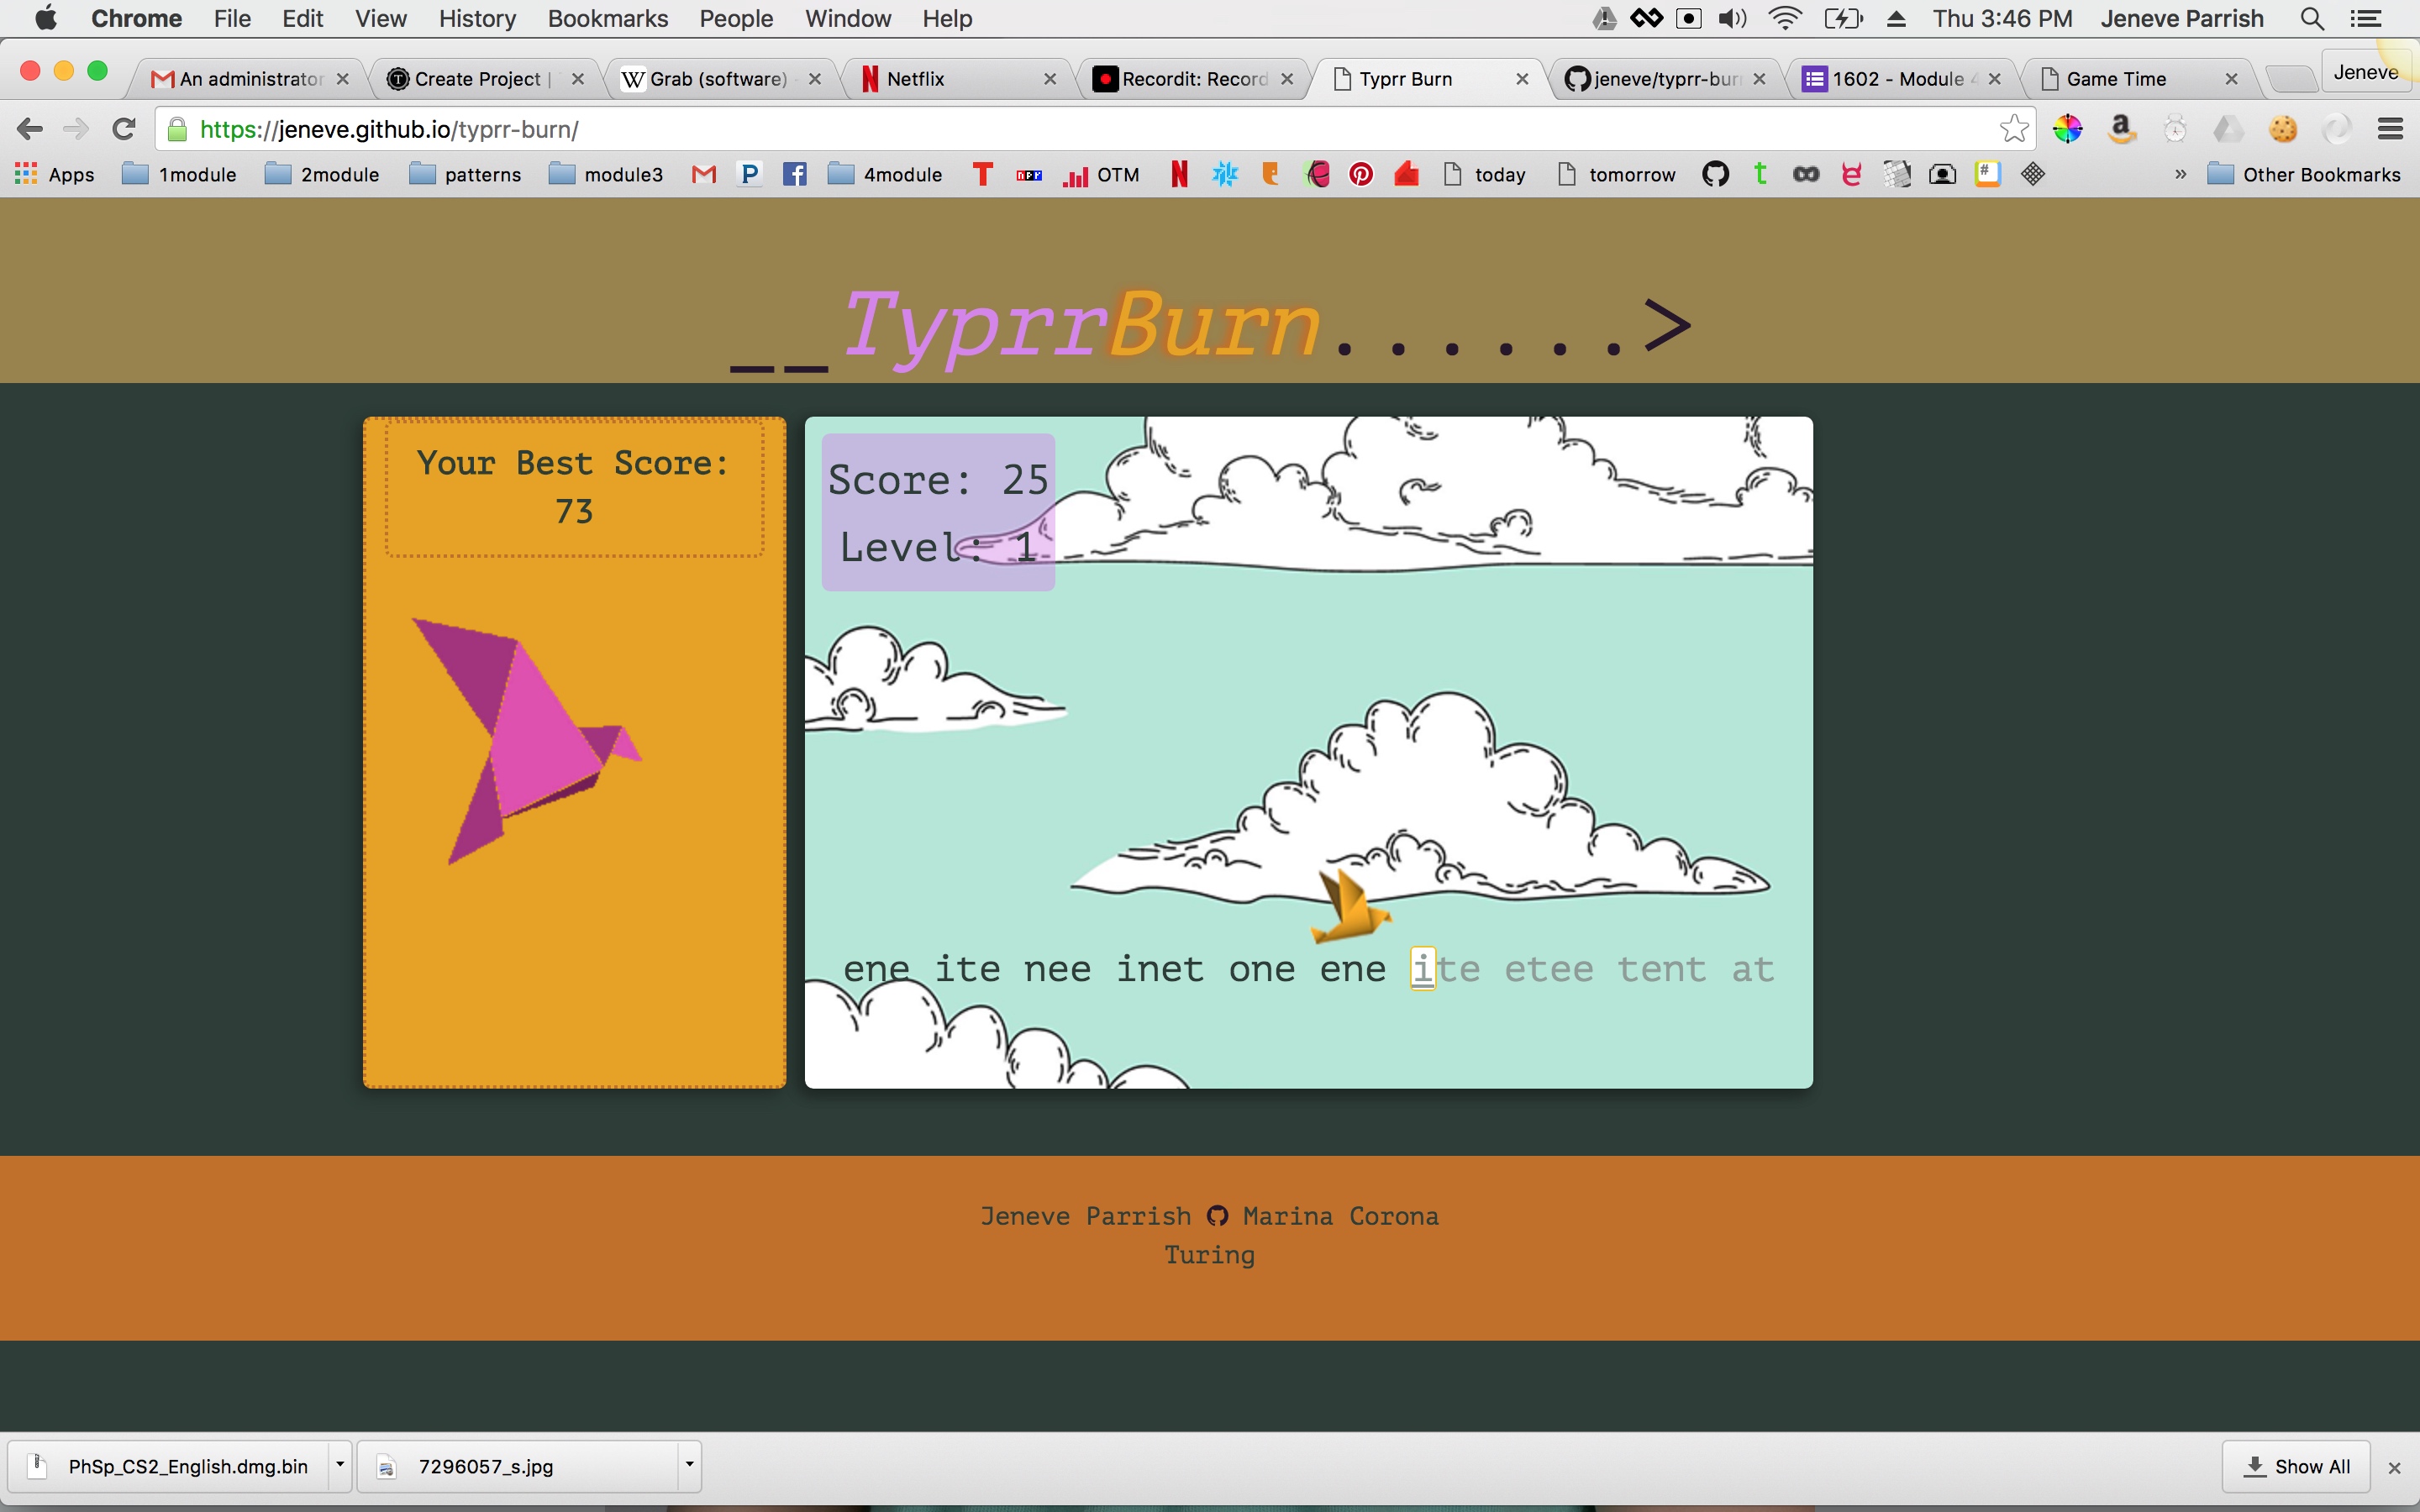 Chrome File Edit View History Bookmarks People Window Help Thu 3:46 PM Jeneve Parrish
An administrator Create Project | Grab (software) Netflix Recordit: Record Typrr Burn jeneve/typrr-bur 1602 - Module 4 Game Time Jeneve
https://jeneve.github.io/typrr-burn/
Apps 1module 2module patterns module3 4module OTM today tomorrow » Other Bookmarks
__TyprrBurn......>
Your Best Score:
73
Score: 25
Level: 1
ene ite nee inet one ene ite etee tent at
Jeneve Parrish Marina Corona
Turing
PhSp_CS2_English.dmg.bin 7296057_s.jpg Show All